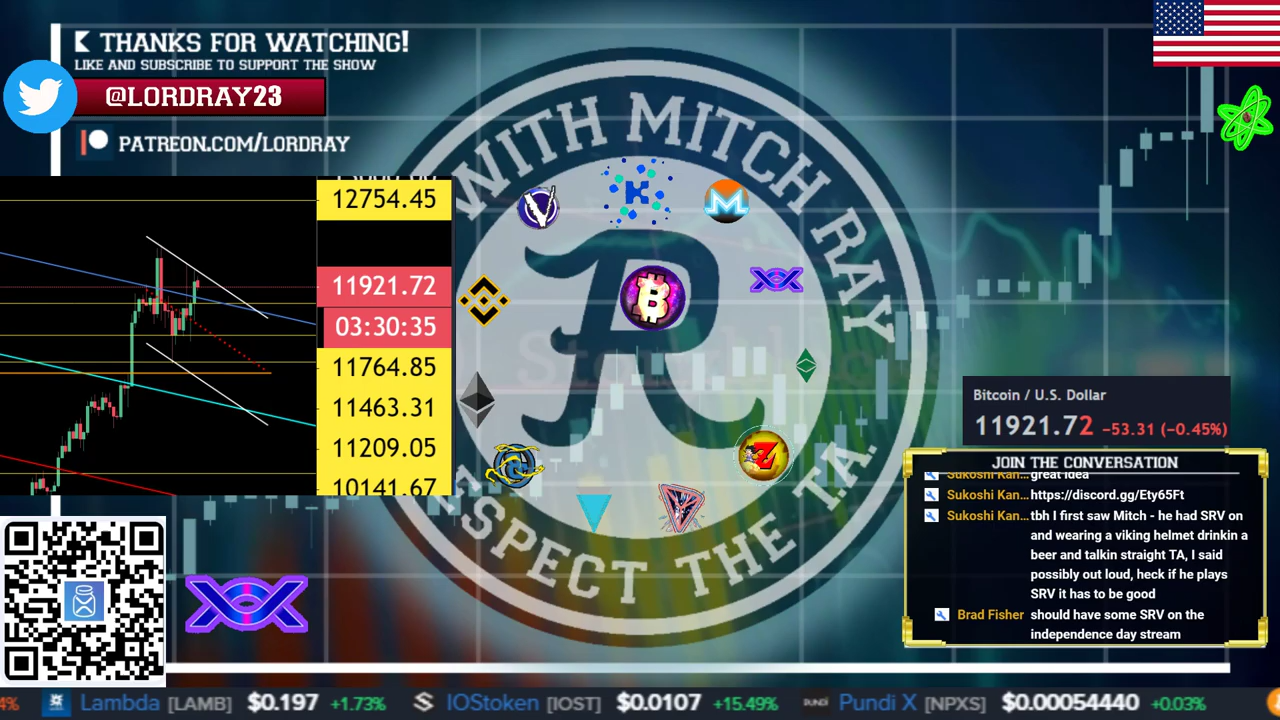 THANKS FOR WATCHING!
LIKE AND SUBSCRIBE TO SUPPORT THE SHOW
@LORDRAY23
PATREON.COM/LORDRAY
12754.45
11921.72
03:30:35
11764.85
11463.31
11209.05
10141.67
WITH MITCH RAY
R
RESPECT THE T.A.
Bitcoin / U.S. Dollar
11921.72 -53.31 (-0.45%)
JOIN THE CONVERSATION
Sukoshi Kan... great idea
Sukoshi Kan... https://discord.gg/Ety65Ft
Sukoshi Kan... tbh I first saw Mitch - he had SRV on
and wearing a viking helmet drinkin a
beer and talkin straight TA, I said
possibly out loud, heck if he plays
SRV it has to be good
Brad Fisher should have some SRV on the
independence day stream
4% Lambda [LAMB] $0.197 +1.73% IOStoken [IOST] $0.0107 +15.49% PUNDI Pundi X [NPXS] $0.00054440 +0.03%